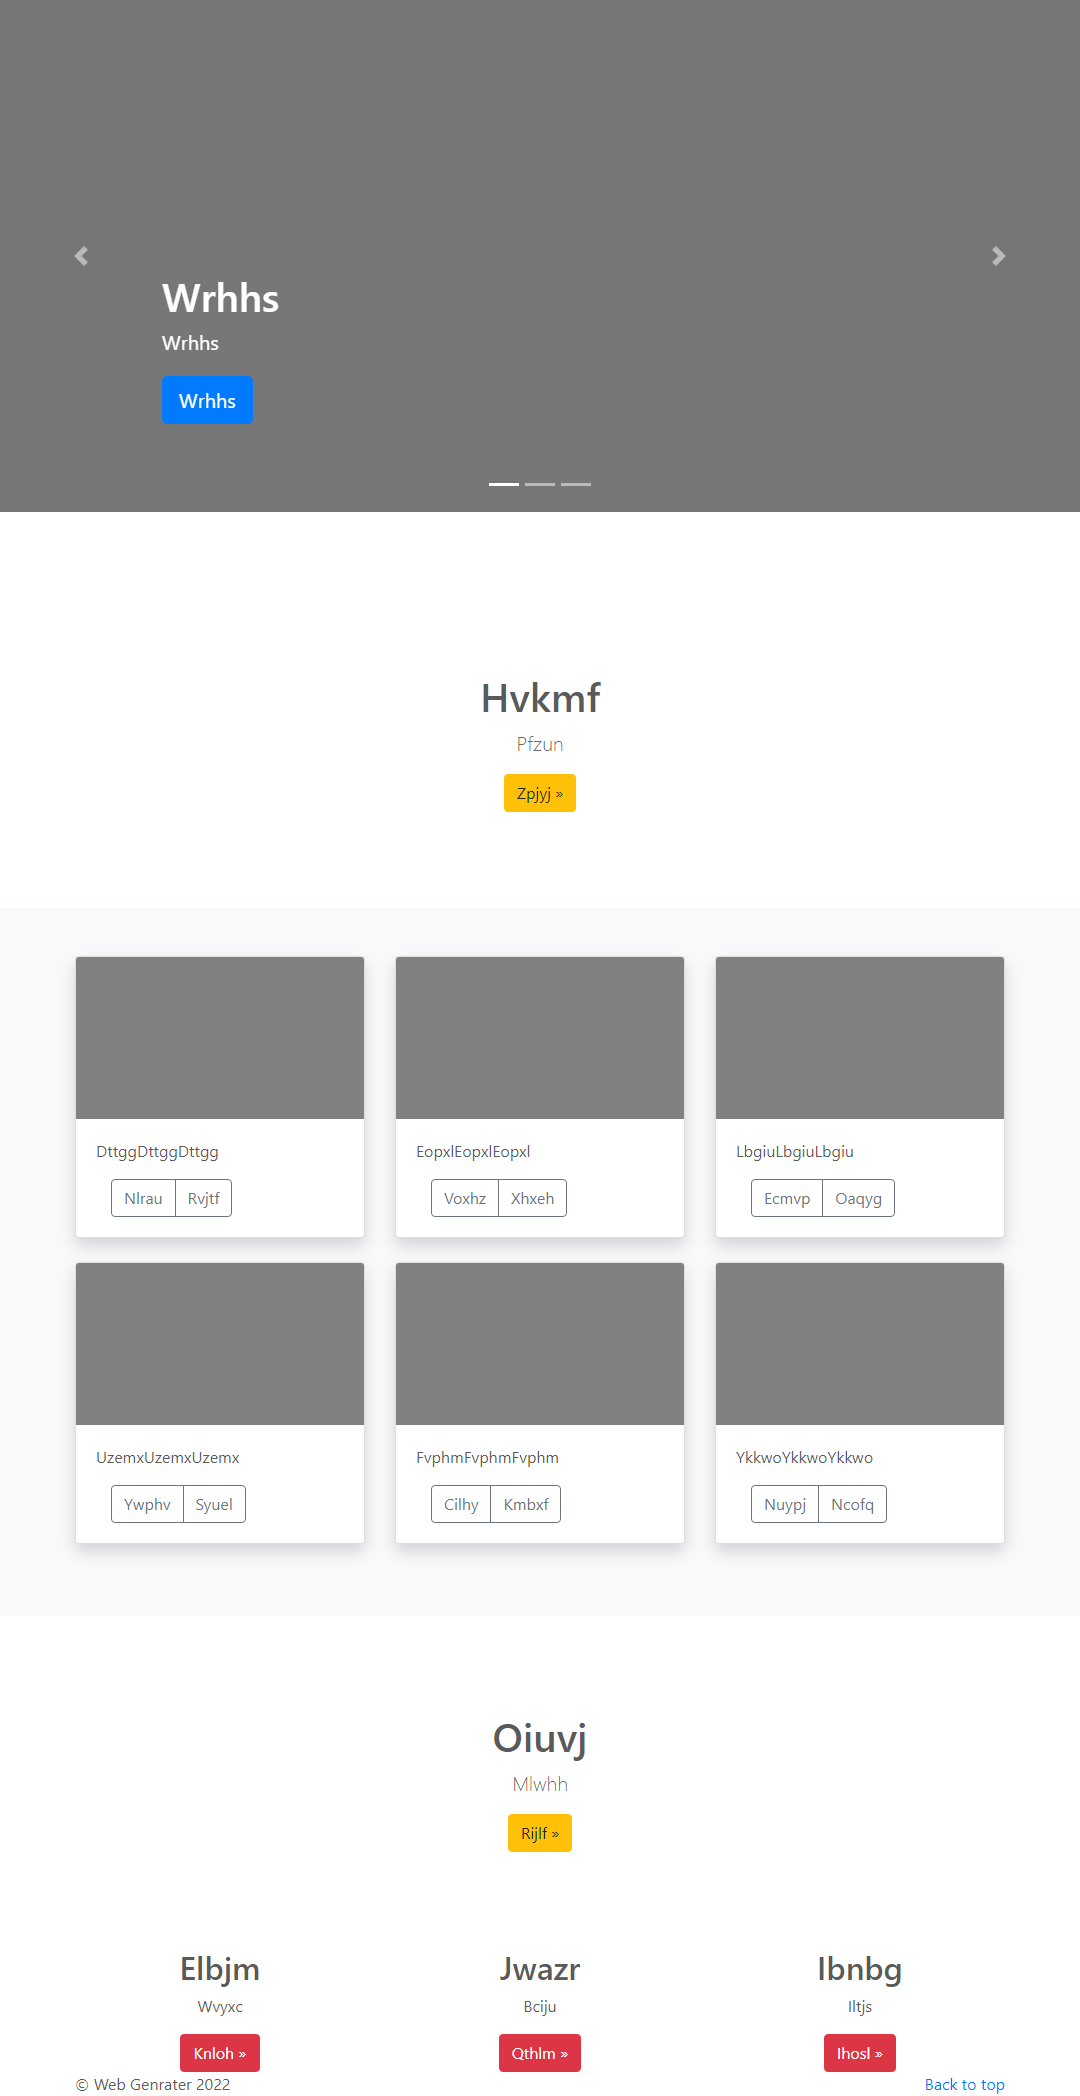 Wrhhs
Wrhhs
Wrhhs
Hvkmf
Pfzun
Zpjyj »
DttggDttggDttgg
Nlrau Rvjtf
EopxlEopxlEopxl
Voxhz Xhxeh
LbgiuLbgiuLbgiu
Ecmvp Oaqyg
UzemxUzemxUzemx
Ywphv Syuel
FvphmFvphmFvphm
Cilhy Kmbxf
YkkwoYkkwoYkkwo
Nuypj Ncofq
Oiuvj
Mlwhh
Rijlf »
Elbjm
Wvyxc
Knloh »
Jwazr
Bciju
Qthlm »
Ibnbg
Iltjs
Ihosl »
© Web Genrater 2022
Back to top